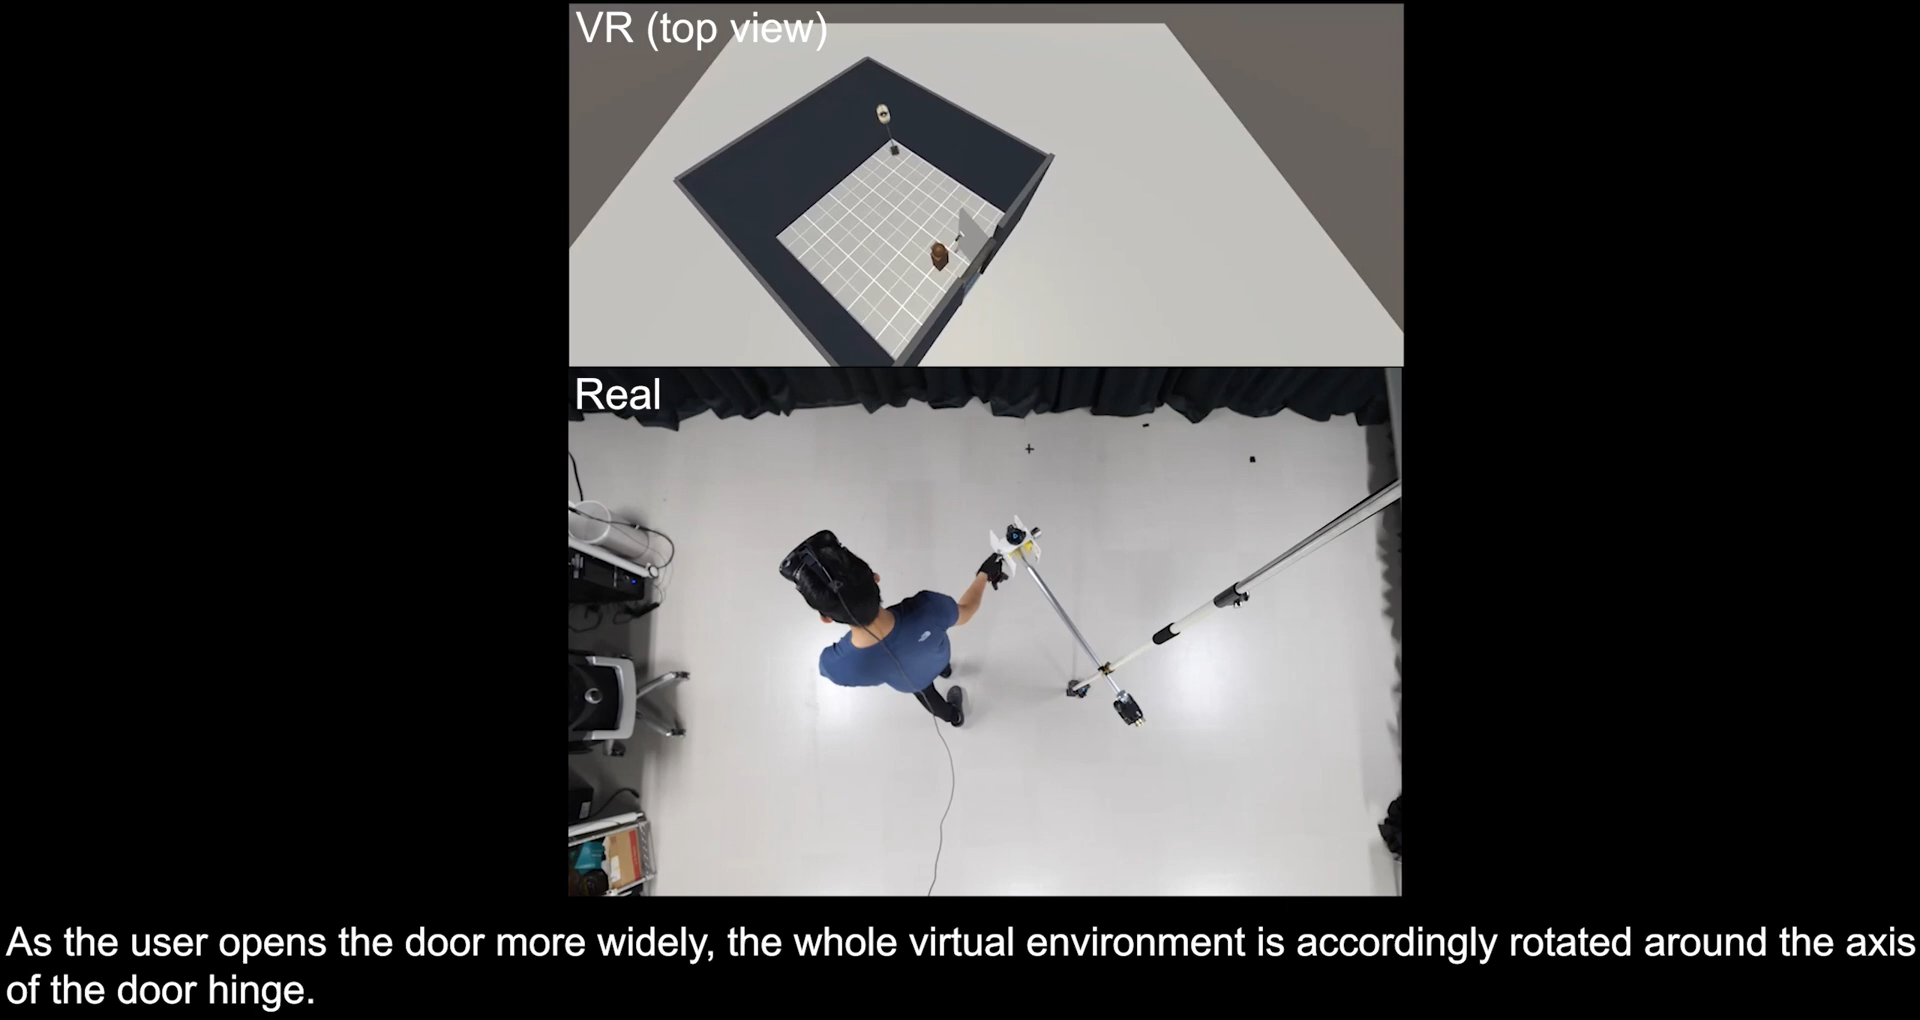 VR (top view)
Real
As the user opens the door more widely, the whole virtual environment is accordingly rotated around the axis
of the door hinge.